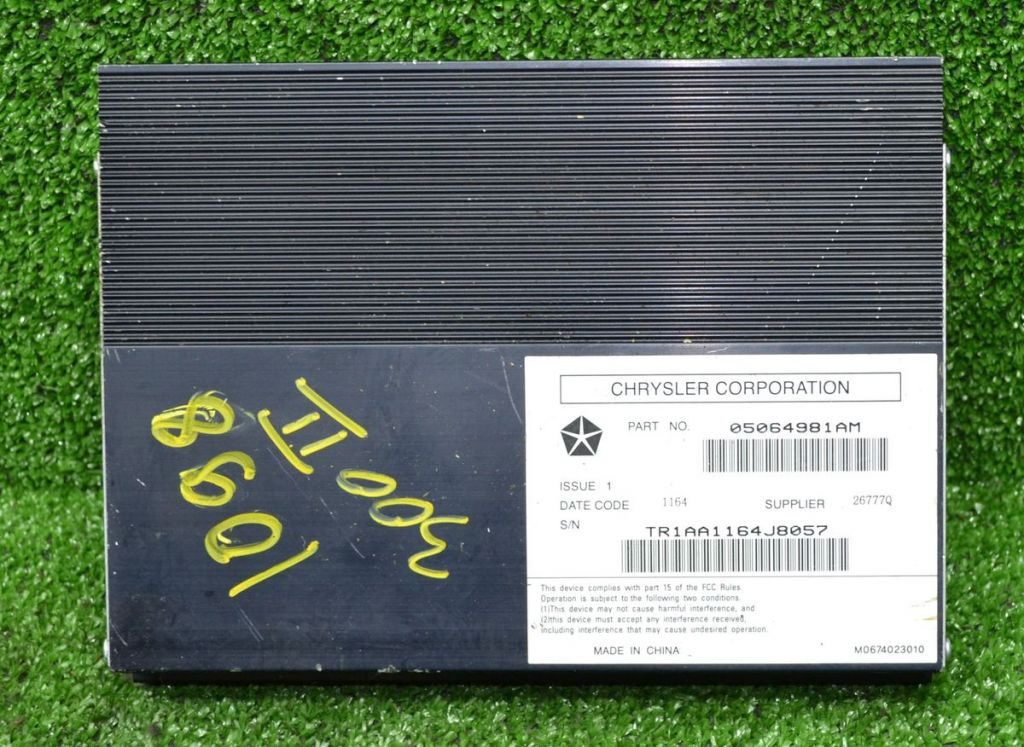 300 II
1098
CHRYSLER CORPORATION
PART NO. 05064981AM
ISSUE 1
DATE CODE 1164 SUPPLIER 26777Q
S/N
TR1AA1164J8057
This device complies with part 15 of the FCC Rules.
Operation is subject to the following two conditions.
(1)This device may not cause harmful interference, and
(2)this device must accept any interference received,
including interference that may cause undesired operation.
MADE IN CHINA M0674023010